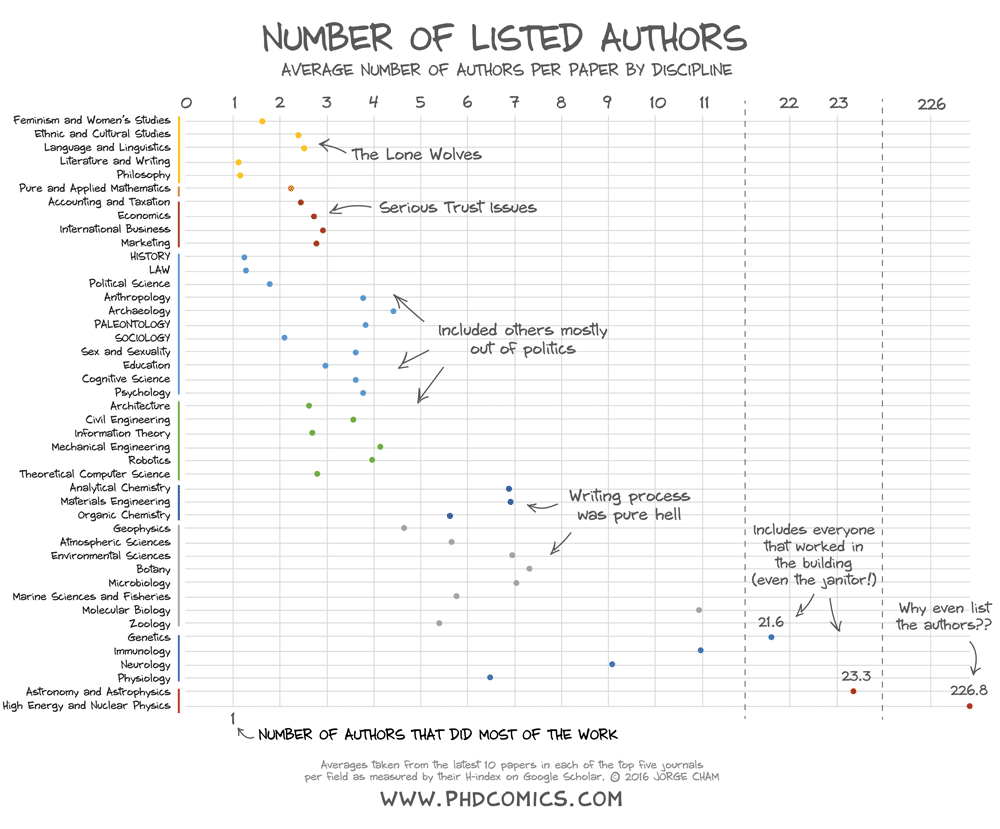 NUMBER OF LISTED AUTHORS
AVERAGE NUMBER OF AUTHORS PER PAPER BY DISCIPLINE
0 1 2 3 4 5 6 7 8 9 10 11 22 23 226
Feminism and Women's Studies
Ethnic and Cultural Studies
Language and Linguistics
The Lone Wolves
Literature and Writing
Philosophy
Pure and Applied Mathematics
Accounting and Taxation
Serious Trust Issues
Economics
International Business
Marketing
HISTORY
LAW
Political Science
Anthropology
Archaeology
PALEONTOLOGY
Included others mostly
out of politics
SOCIOLOGY
Sex and Sexuality
Education
Cognitive Science
Psychology
Architecture
Civil Engineering
Information Theory
Mechanical Engineering
Robotics
Theoretical Computer Science
Analytical Chemistry
Materials Engineering
Organic Chemistry
Writing process
was pure hell
Geophysics
Atmospheric Sciences
Environmental Sciences
Botany
Microbiology
Marine Sciences and Fisheries
Molecular Biology
Zoology
Includes everyone
that worked in
the building
(even the janitor!)
Why even list
the authors??
21.6
Genetics
Immunology
Neurology
Physiology
23.3
Astronomy and Astrophysics
226.8
High Energy and Nuclear Physics
1
NUMBER OF AUTHORS THAT DID MOST OF THE WORK
Averages taken from the latest 10 papers in each of the top five journals
per field as measured by their H-index on Google Scholar. © 2016 JORGE CHAM
WWW.PHDCOMICS.COM